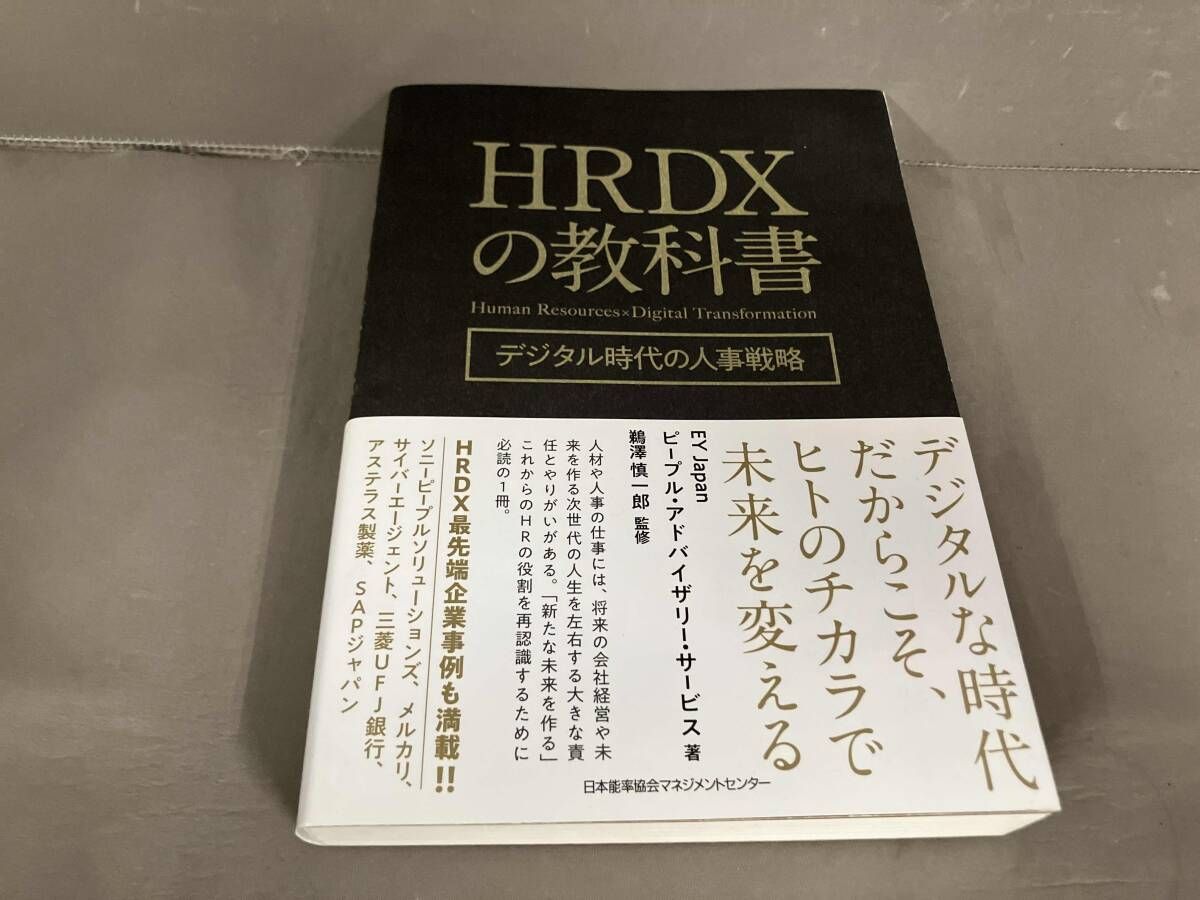 HRDX
の教科書
Human Resources×Digital Transformation
デジタル時代の人事戦略
デジタルな時代
だからこそ、
ヒトのチカラで
未来を変える
EY Japan
ピープル・アドバイザリー・サービス 著
鵜澤慎一郎 監修
人材や人事の仕事には、将来の会社経営や未
来を作る次世代の人生を左右する大きな責
任とやりがいがある。「新たな未来を作る」
これからのHRの役割を再認識するために
必読の1冊。
HRDX最先端企業事例も満載!!
ソニーピープルソリューションズ、メルカリ、
サイバーエージェント、三菱UFJ銀行、
アステラス製薬、SAPジャパン
日本能率協会マネジメントセンター